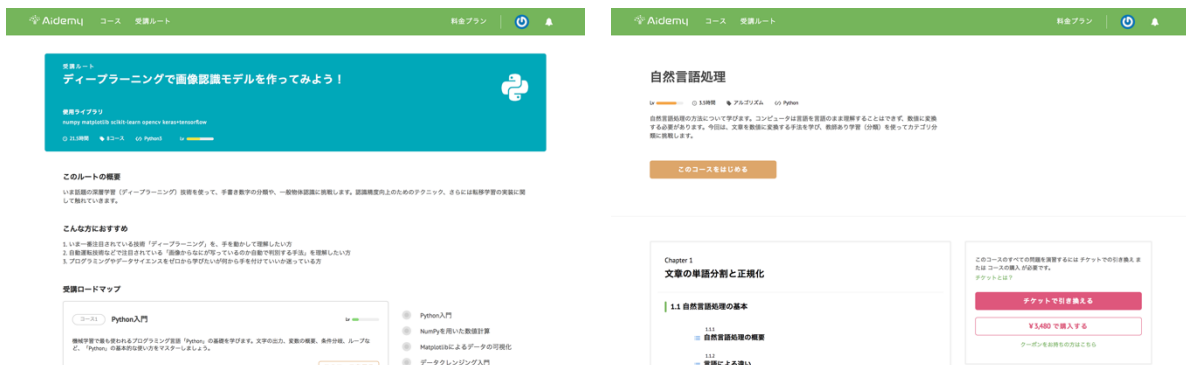 Aidemy コース 受講ルート 料金プラン
受講ルート
ディープラーニングで画像認識モデルを作ってみよう！
使用ライブラリ
numpy matplotlib scikit-learn opencv keras+tensorflow
21.3時間 8コース Python3 Lv
このルートの概要
いま話題の深層学習（ディープラーニング）技術を使って、手書き数字の分類や、一般物体認識に挑戦します。認識精度向上のためのテクニック、さらには転移学習の実装に関
して触れていきます。
こんな方におすすめ
1. いま一番注目されている技術「ディープラーニング」を、手を動かして理解したい方
2. 自動運転技術などで注目されている「画像からなにが写っているのか自動で判別する手法」を理解したい方
3. プログラミングやデータサイエンスをゼロから学びたいが何から手を付けていいか迷っている方
受講ロードマップ
コース1 Python入門 Lv
機械学習で最も使われるプログラミング言語「Python」の基礎を学びます。文字の出力、変数の概要、条件分岐、ループな
ど、「Python」の基本的な使い方をマスターしましょう。
Python入門
NumPyを用いた数値計算
Matplotlibによるデータの可視化
データクレンジング入門
Aidemy コース 受講ルート 料金プラン
自然言語処理
Lv 3.5時間 アルゴリズム Python
自然言語処理の方法について学びます。コンピュータは言語を言語のまま理解することはできず、数値に変換
する必要があります。今回は、文章を数値に変換する手法を学び、教師あり学習（分類）を使ってカテゴリ分
類に挑戦します。
このコースをはじめる
Chapter 1
文章の単語分割と正規化
1.1 自然言語処理の基本
1.1.1
自然言語処理の概要
1.1.2
言語による違い
このコースのすべての問題を演習するには チケットでの引き換え ま
たは コースの購入 が必要です。
チケットとは？
チケットで引き換える
¥3,480 で購入する
クーポンをお持ちの方はこちら